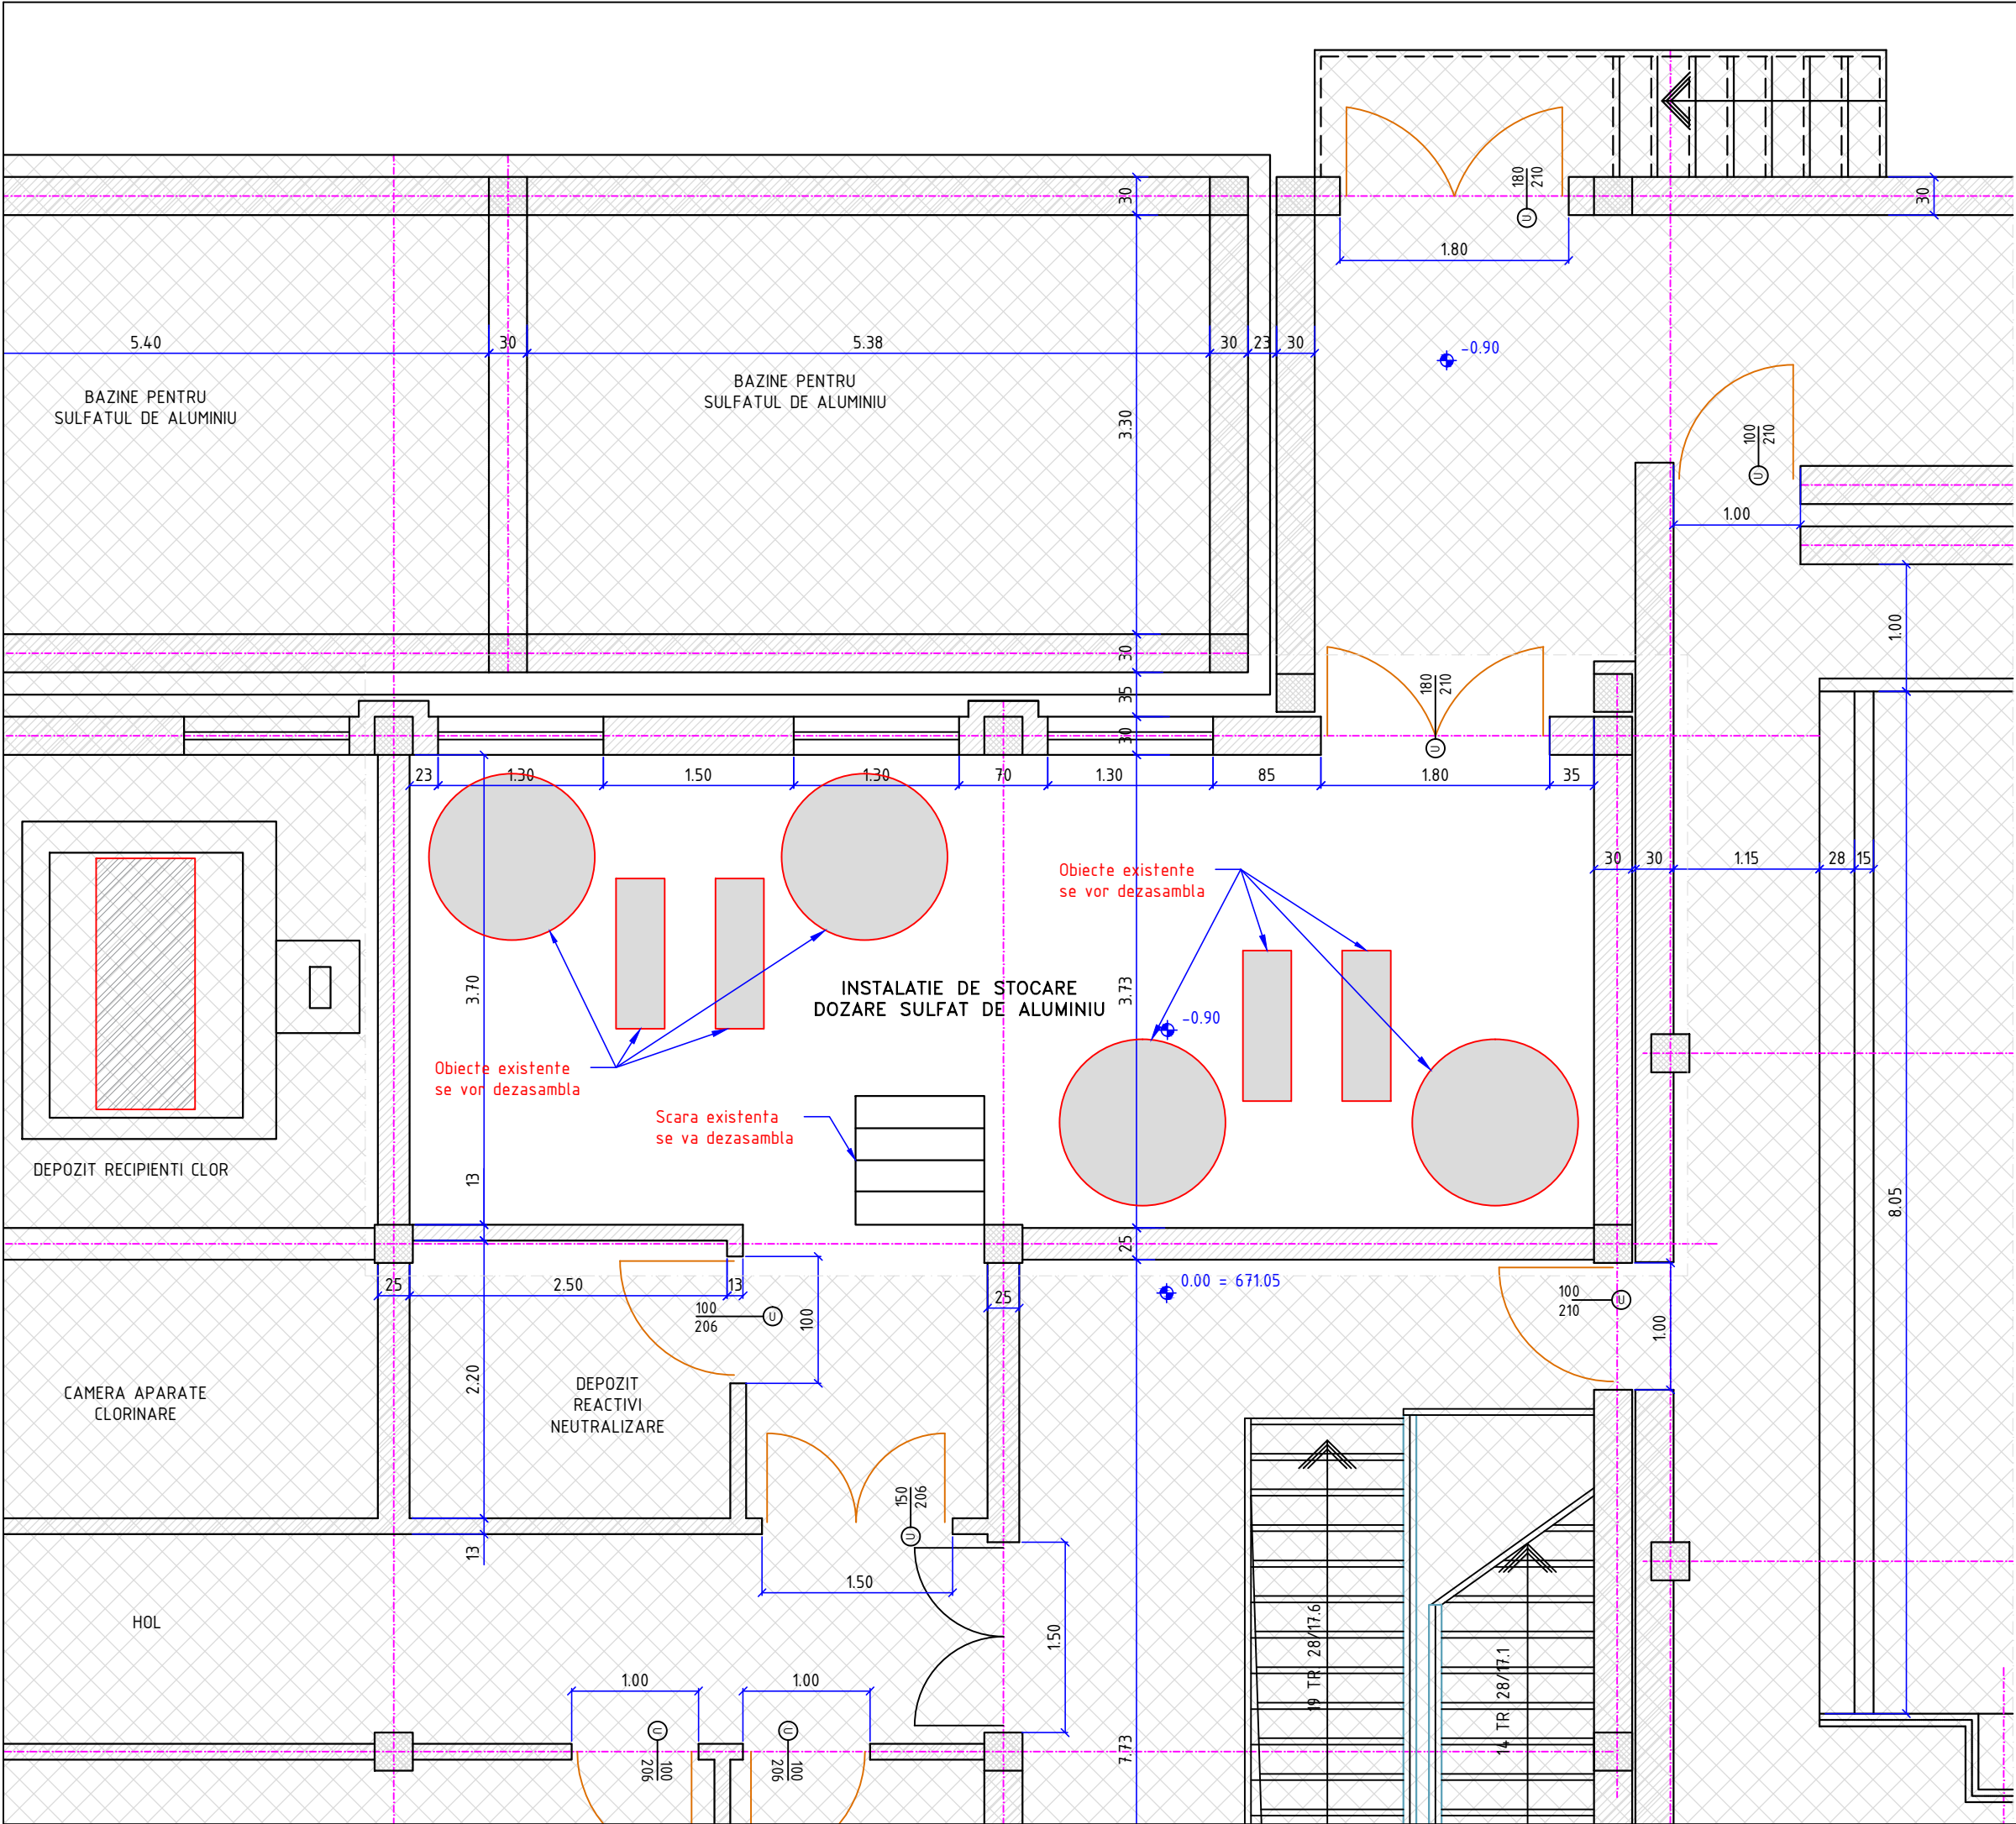 180
210
30
30
1.80
5.40
30
5.38
30
23
30
-0.90
BAZINE PENTRU
SULFATUL DE ALUMINIU
BAZINE PENTRU
SULFATUL DE ALUMINIU
3.30
100
210
U
U
1.00
1.00
30
35
30
180
210
U
23
1.30
1.50
1.30
70
1.30
85
1.80
35
30
30
1.15
28
15
Obiecte existente
se vor dezasambla
3.70
INSTALATIE DE STOCARE
DOZARE SULFAT DE ALUMINIU
3.73
-0.90
Obiecte existente
se vor dezasambla
Scara existenta
se va dezasambla
DEPOZIT RECIPIENTI CLOR
13
8.05
25
25
2.50
13
100
206
U
100
25
0.00 = 671.05
100
210
U
1.00
2.20
CAMERA APARATE
CLORINARE
DEPOZIT
REACTIVI
NEUTRALIZARE
150
206
U
13
1.50
HOL
1.50
19 TR 28/17.6
14 TR 28/17.1
1.00
1.00
U
100
206
U
100
206
7.73